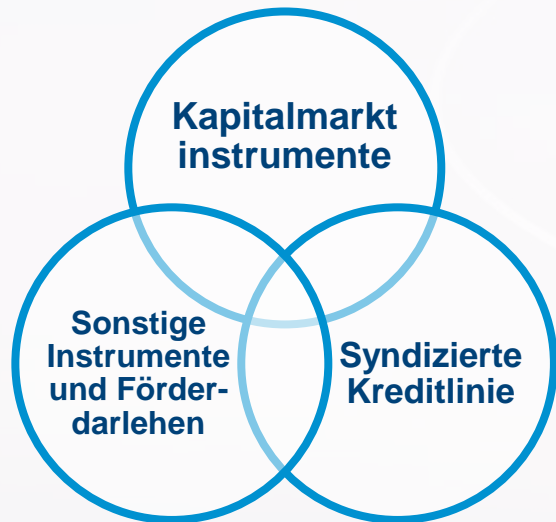 Kapitalmarkt
instrumente
Sonstige
Instrumente
und Förder-
darlehen
Syndizierte
Kreditlinie